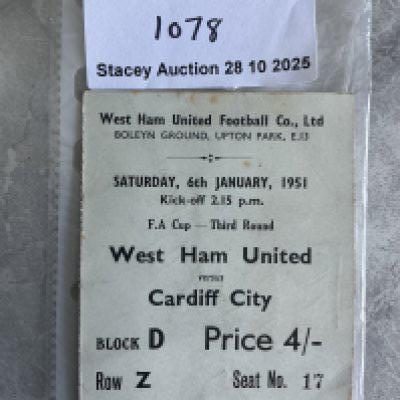 1078
Stacey Auction 28 10 2025
West Ham United Football Co., Ltd
BOLEYN GROUND, UPTON PARK, E.13
SATURDAY, 6th JANUARY, 1951
Kick-off 2.15 p.m.
F.A Cup — Third Round
West Ham United
versus
Cardiff City
BLOCK D Price 4/-
Row Z Seat No. 17